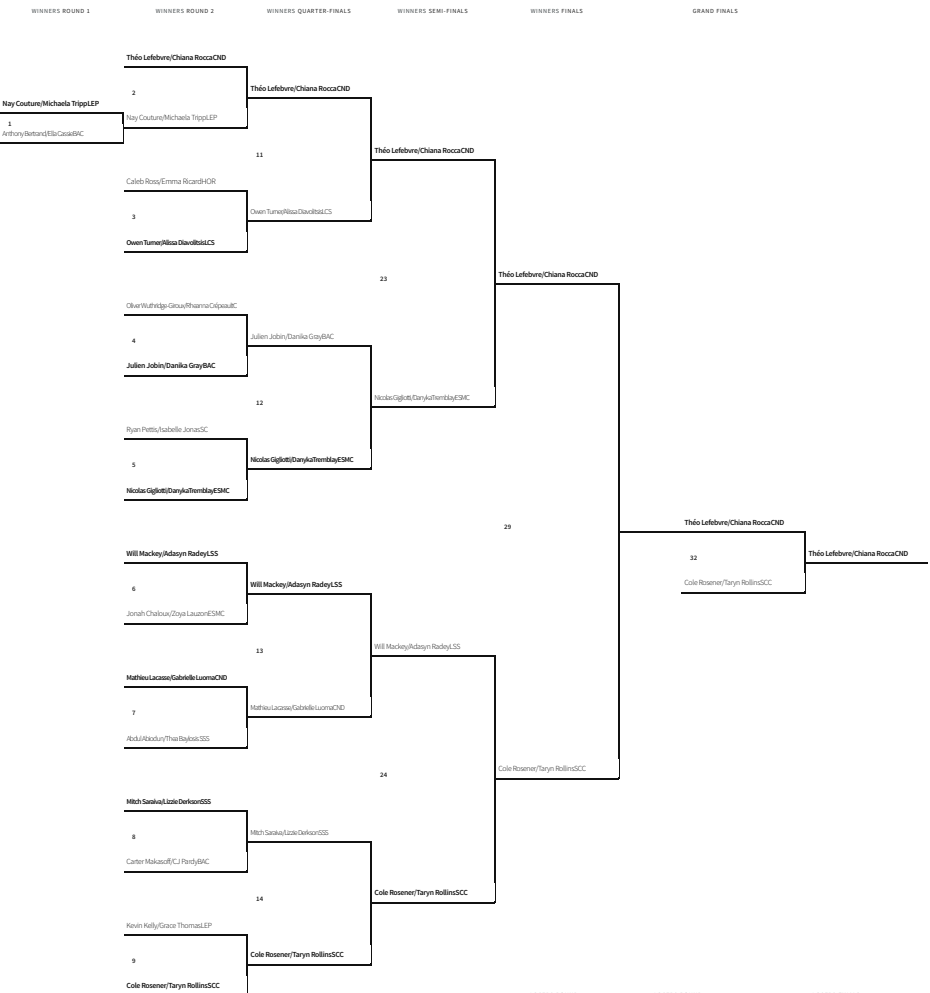 WINNERS ROUND 1
WINNERS ROUND 2
WINNERS QUARTER-FINALS
WINNERS SEMI-FINALS
WINNERS FINALS
GRAND FINALS
Nay Couture/Michaela TrippLEP
1
Anthony Bertrand/Ella CassieBAC
Théo Lefebvre/Chiana RoccaCND
2
Nay Couture/Michaela TrippLEP
Caleb Ross/Emma RicardHOR
3
Owen Turner/Alissa DiavolitsisLCS
Oliver Wuthridge-Giroux/Rheanna CrépeaultC
4
Julien Jobin/Danika GrayBAC
Ryan Pettis/Isabelle JonasSC
5
Nicolas Gigliotti/DanykaTremblayESMC
Will Mackey/Adasyn RadeyLSS
6
Jonah Chaloux/Zoya LauzonESMC
Mathieu Lacasse/Gabrielle LuomaCND
7
Abdul Abiodun/Thea Baylosis SSS
Mitch Saraiva/Lizzie DerksonSSS
8
Carter Makasoff/CJ PardyBAC
Kevin Kelly/Grace ThomasLEP
9
Cole Rosener/Taryn RollinsSCC
Théo Lefebvre/Chiana RoccaCND
11
Owen Turner/Alissa DiavolitsisLCS
Julien Jobin/Danika GrayBAC
12
Nicolas Gigliotti/DanykaTremblayESMC
Will Mackey/Adasyn RadeyLSS
13
Mathieu Lacasse/Gabrielle LuomaCND
Mitch Saraiva/Lizzie DerksonSSS
14
Cole Rosener/Taryn RollinsSCC
Théo Lefebvre/Chiana RoccaCND
23
Nicolas Gigliotti/DanykaTremblayESMC
Will Mackey/Adasyn RadeyLSS
24
Cole Rosener/Taryn RollinsSCC
Théo Lefebvre/Chiana RoccaCND
29
Cole Rosener/Taryn RollinsSCC
Théo Lefebvre/Chiana RoccaCND
32
Cole Rosener/Taryn RollinsSCC
Théo Lefebvre/Chiana RoccaCND